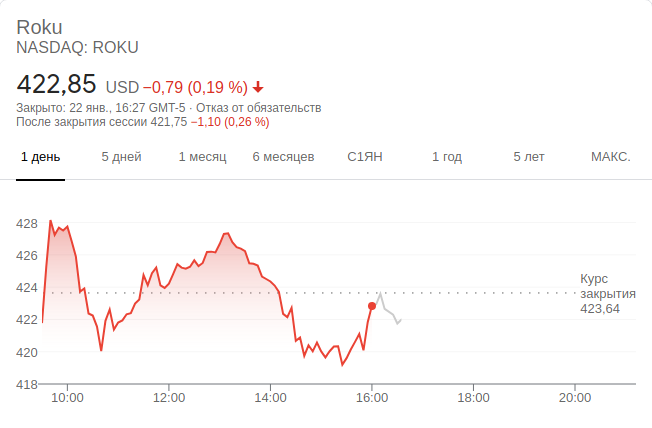 Roku
NASDAQ: ROKU
422,85 USD −0,79 (0,19 %)
Закрыто: 22 янв., 16:27 GMT-5 · Отказ от обязательств
После закрытия сессии 421,75 −1,10 (0,26 %)
1 день 5 дней 1 месяц 6 месяцев С1ЯН 1 год 5 лет МАКС.
428
426
424
422
420
418
Курс
закрытия
423,64
10:00 12:00 14:00 16:00 18:00 20:00